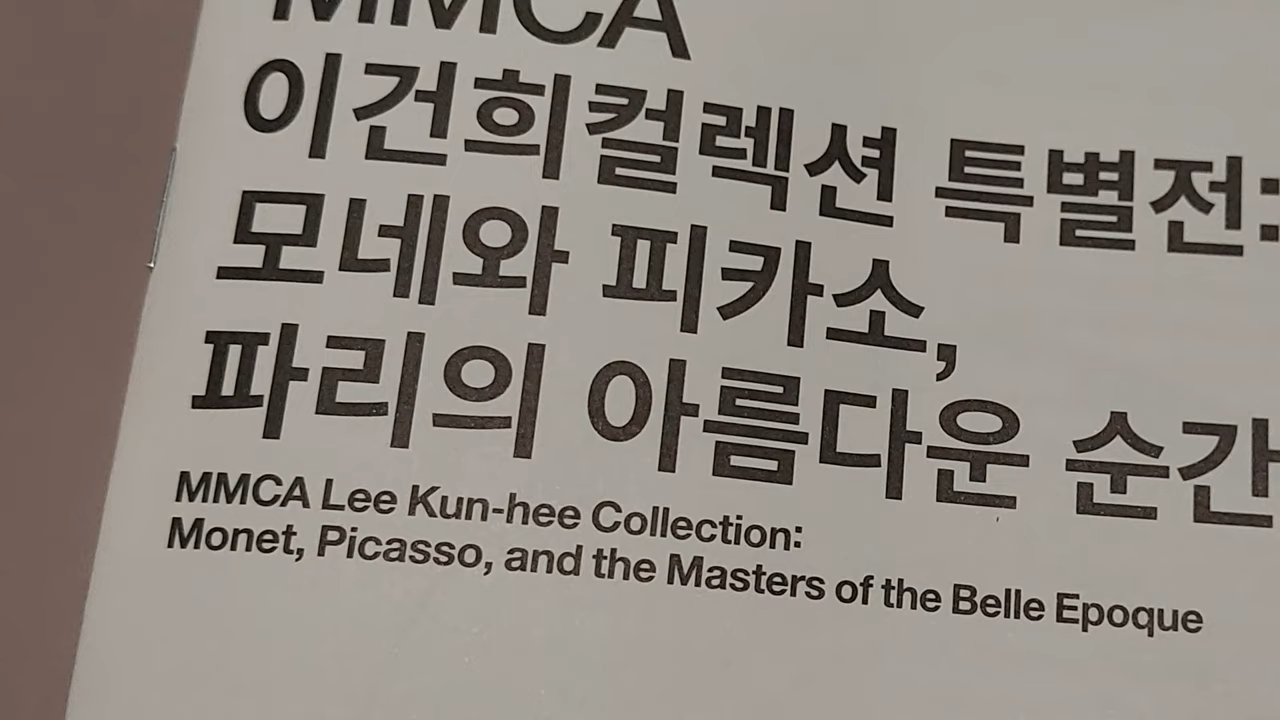 MMCA
이건희컬렉션 특별전:
모네와 피카소,
파리의 아름다운 순간
MMCA Lee Kun-hee Collection:
Monet, Picasso, and the Masters of the Belle Epoque